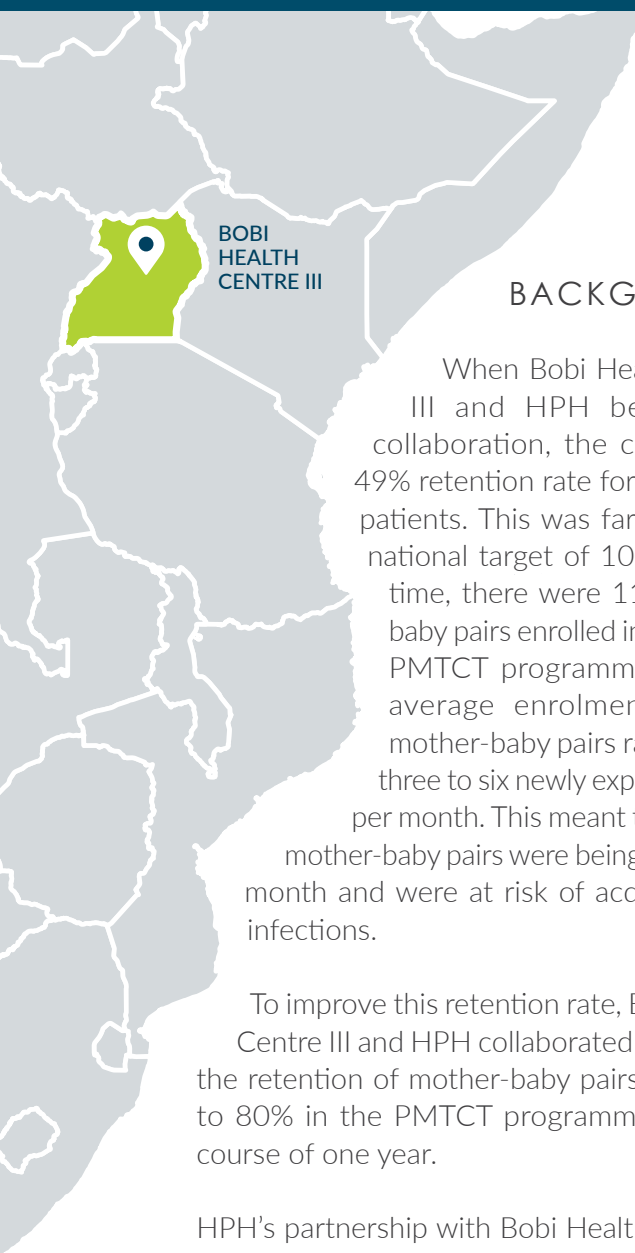 BOBI
HEALTH
CENTRE III
BACKG
When Bobi Hea
III and HPH be
collaboration, the c
49% retention rate for
patients. This was far
national target of 10
time, there were 11
baby pairs enrolled in
PMTCT programm
average enrolmen
mother-baby pairs ra
three to six newly exp
per month. This meant t
mother-baby pairs were being
month and were at risk of acq
infections.
To improve this retention rate, B
Centre III and HPH collaborated
the retention of mother-baby pairs
to 80% in the PMTCT programm
course of one year.
HPH's partnership with Bobi Healt